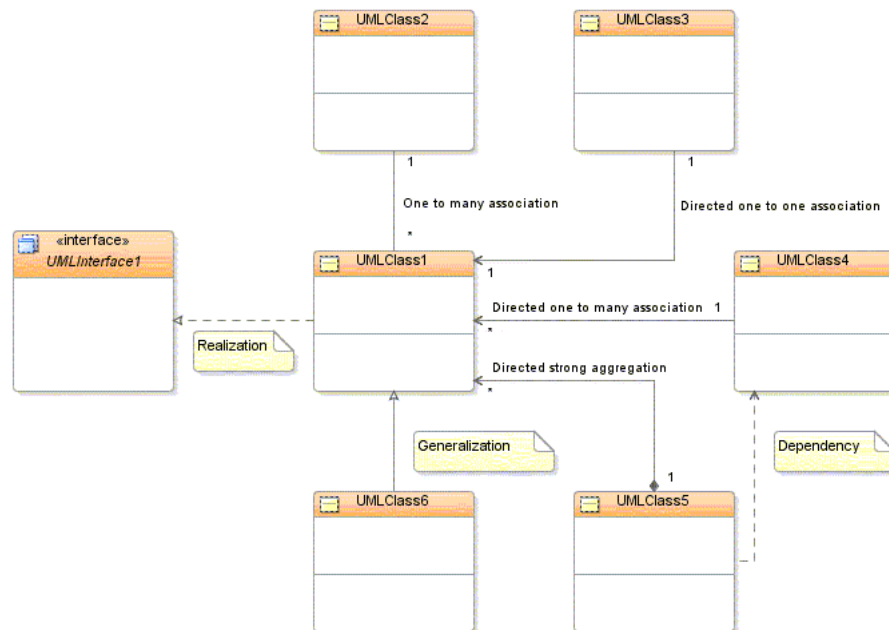 UMLClass2
UMLClass3
1
1
One to many association
Directed one to one association
*
«interface»
UMLInterface1
UMLClass1
1
UMLClass4
Directed one to many association 1
*
Realization
Directed strong aggregation
*
Generalization
Dependency
1
UMLClass6
UMLClass5